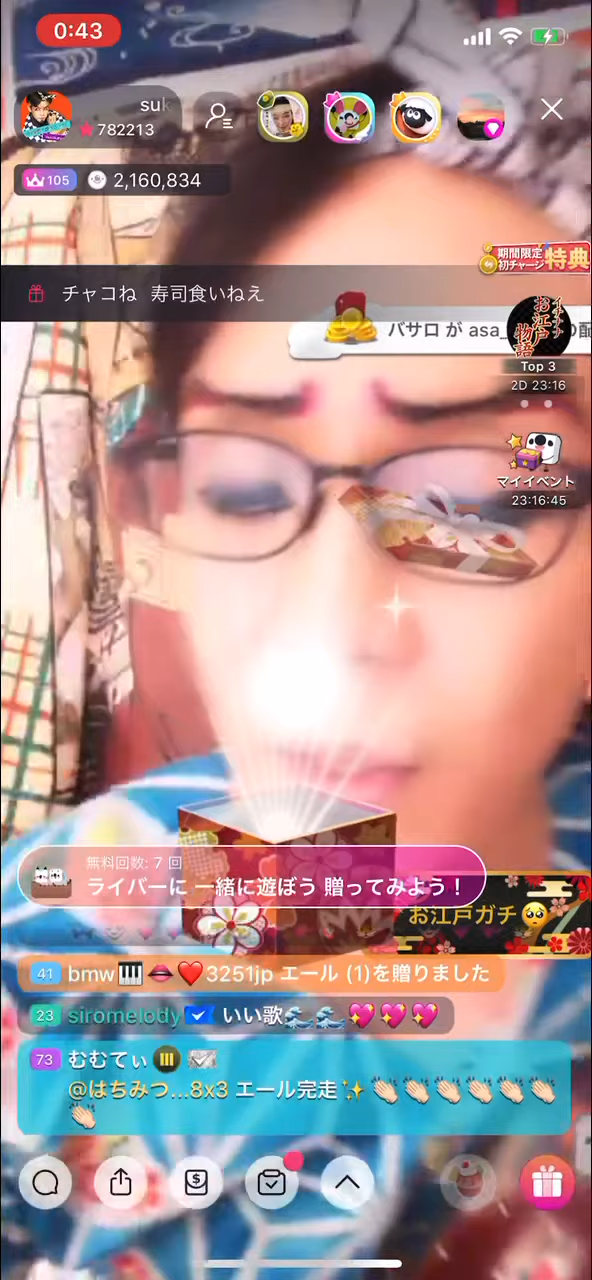 0:43
suk
782213
105
2,160,834
期間限定
初チャージ 特典
チャコね 寿司食いねえ
バサロ が asa_
の配
イチナナ
お江戸
物語
Top 3
2D 23:16
マイイベント
23:16:45
無料回数: 7 回
ライバーに 一緒に遊ぼう 贈ってみよう！
お江戸ガチ🥺
41 bmw🎹👄❤️3251jp エール (1)を贈りました
23 siromelody いい歌🌊🌊💖💖💖
73 むむてぃ
@はちみつ...8x3 エール完走✨👏🏻👏🏻👏🏻👏🏻👏🏻👏🏻
👏🏻